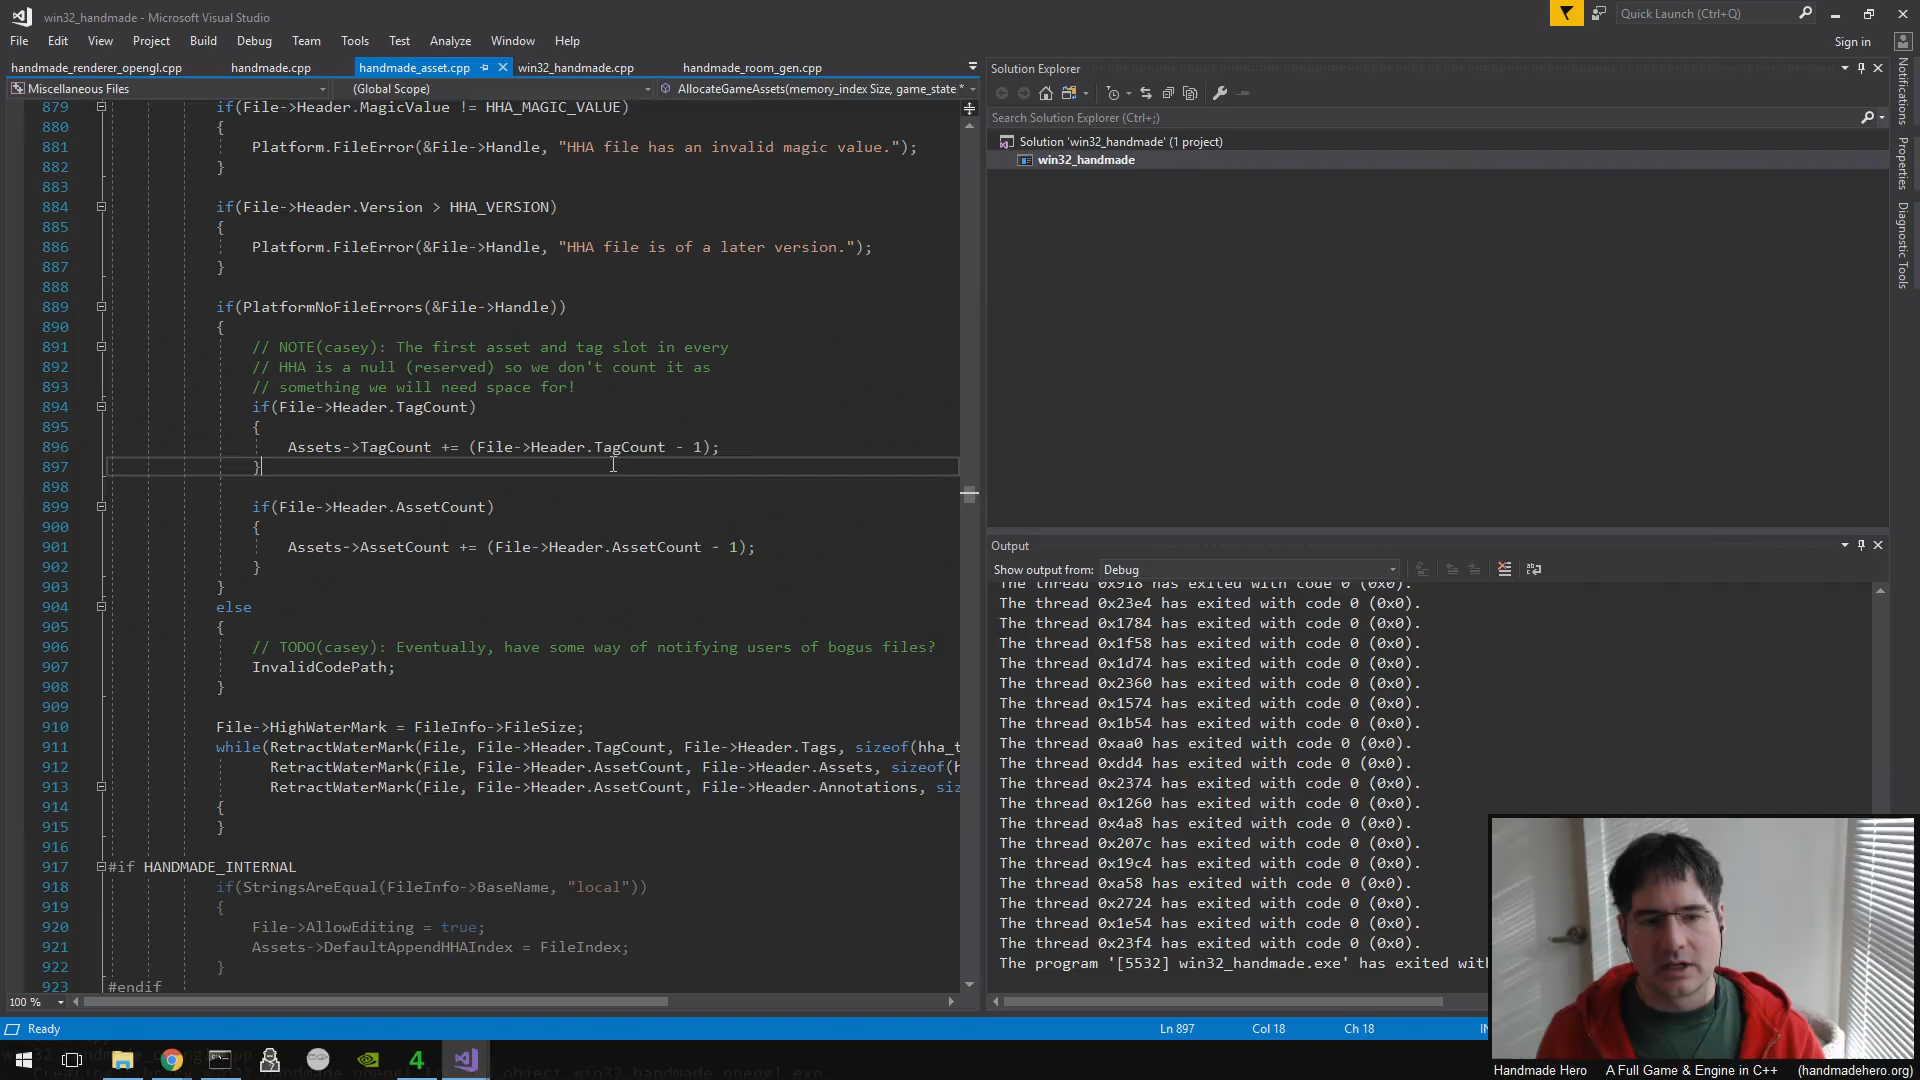 win32_handmade - Microsoft Visual Studio
Quick Launch (Ctrl+Q)
File Edit View Project Build Debug Team Tools Test Analyze Window Help
Sign in
handmade_renderer_opengl.cpp handmade.cpp handmade_asset.cpp win32_handmade.cpp handmade_room_gen.cpp
Miscellaneous Files (Global Scope) AllocateGameAssets(memory_index Size, game_state *
879 if(File->Header.MagicValue != HHA_MAGIC_VALUE)
880 {
881 Platform.FileError(&File->Handle, "HHA file has an invalid magic value.");
882 }
883
884 if(File->Header.Version > HHA_VERSION)
885 {
886 Platform.FileError(&File->Handle, "HHA file is of a later version.");
887 }
888
889 if(PlatformNoFileErrors(&File->Handle))
890 {
891 // NOTE(casey): The first asset and tag slot in every
892 // HHA is a null (reserved) so we don't count it as
893 // something we will need space for!
894 if(File->Header.TagCount)
895 {
896 Assets->TagCount += (File->Header.TagCount - 1);
897 }
898
899 if(File->Header.AssetCount)
900 {
901 Assets->AssetCount += (File->Header.AssetCount - 1);
902 }
903 }
904 else
905 {
906 // TODO(casey): Eventually, have some way of notifying users of bogus files?
907 InvalidCodePath;
908 }
909
910 File->HighWaterMark = FileInfo->FileSize;
911 while(RetractWaterMark(File, File->Header.TagCount, File->Header.Tags, sizeof(hha_t
912 RetractWaterMark(File, File->Header.AssetCount, File->Header.Assets, sizeof(h
913 RetractWaterMark(File, File->Header.AssetCount, File->Header.Annotations, siz
914 {
915 }
916
917 #if HANDMADE_INTERNAL
918 if(StringsAreEqual(FileInfo->BaseName, "local"))
919 {
920 File->AllowEditing = true;
921 Assets->DefaultAppendHHAIndex = FileIndex;
922 }
923 #endif
100 %
Solution Explorer
Search Solution Explorer (Ctrl+;)
Solution 'win32_handmade' (1 project)
win32_handmade
Output
Show output from: Debug
The thread 0x918 has exited with code 0 (0x0).
The thread 0x23e4 has exited with code 0 (0x0).
The thread 0x1784 has exited with code 0 (0x0).
The thread 0x1f58 has exited with code 0 (0x0).
The thread 0x1d74 has exited with code 0 (0x0).
The thread 0x2360 has exited with code 0 (0x0).
The thread 0x1574 has exited with code 0 (0x0).
The thread 0x1b54 has exited with code 0 (0x0).
The thread 0xaa0 has exited with code 0 (0x0).
The thread 0xdd4 has exited with code 0 (0x0).
The thread 0x2374 has exited with code 0 (0x0).
The thread 0x1260 has exited with code 0 (0x0).
The thread 0x4a8 has exited with code 0 (0x0).
The thread 0x207c has exited with code 0 (0x0).
The thread 0x19c4 has exited with code 0 (0x0).
The thread 0xa58 has exited with code 0 (0x0).
The thread 0x2724 has exited with code 0 (0x0).
The thread 0x1e54 has exited with code 0 (0x0).
The thread 0x23f4 has exited with code 0 (0x0).
The program '[5532] win32_handmade.exe' has exited with
Notifications
Properties
Diagnostic Tools
Ready Ln 897 Col 18 Ch 18 IN
4
Handmade Hero A Full Game & Engine in C++ (handmadehero.org)